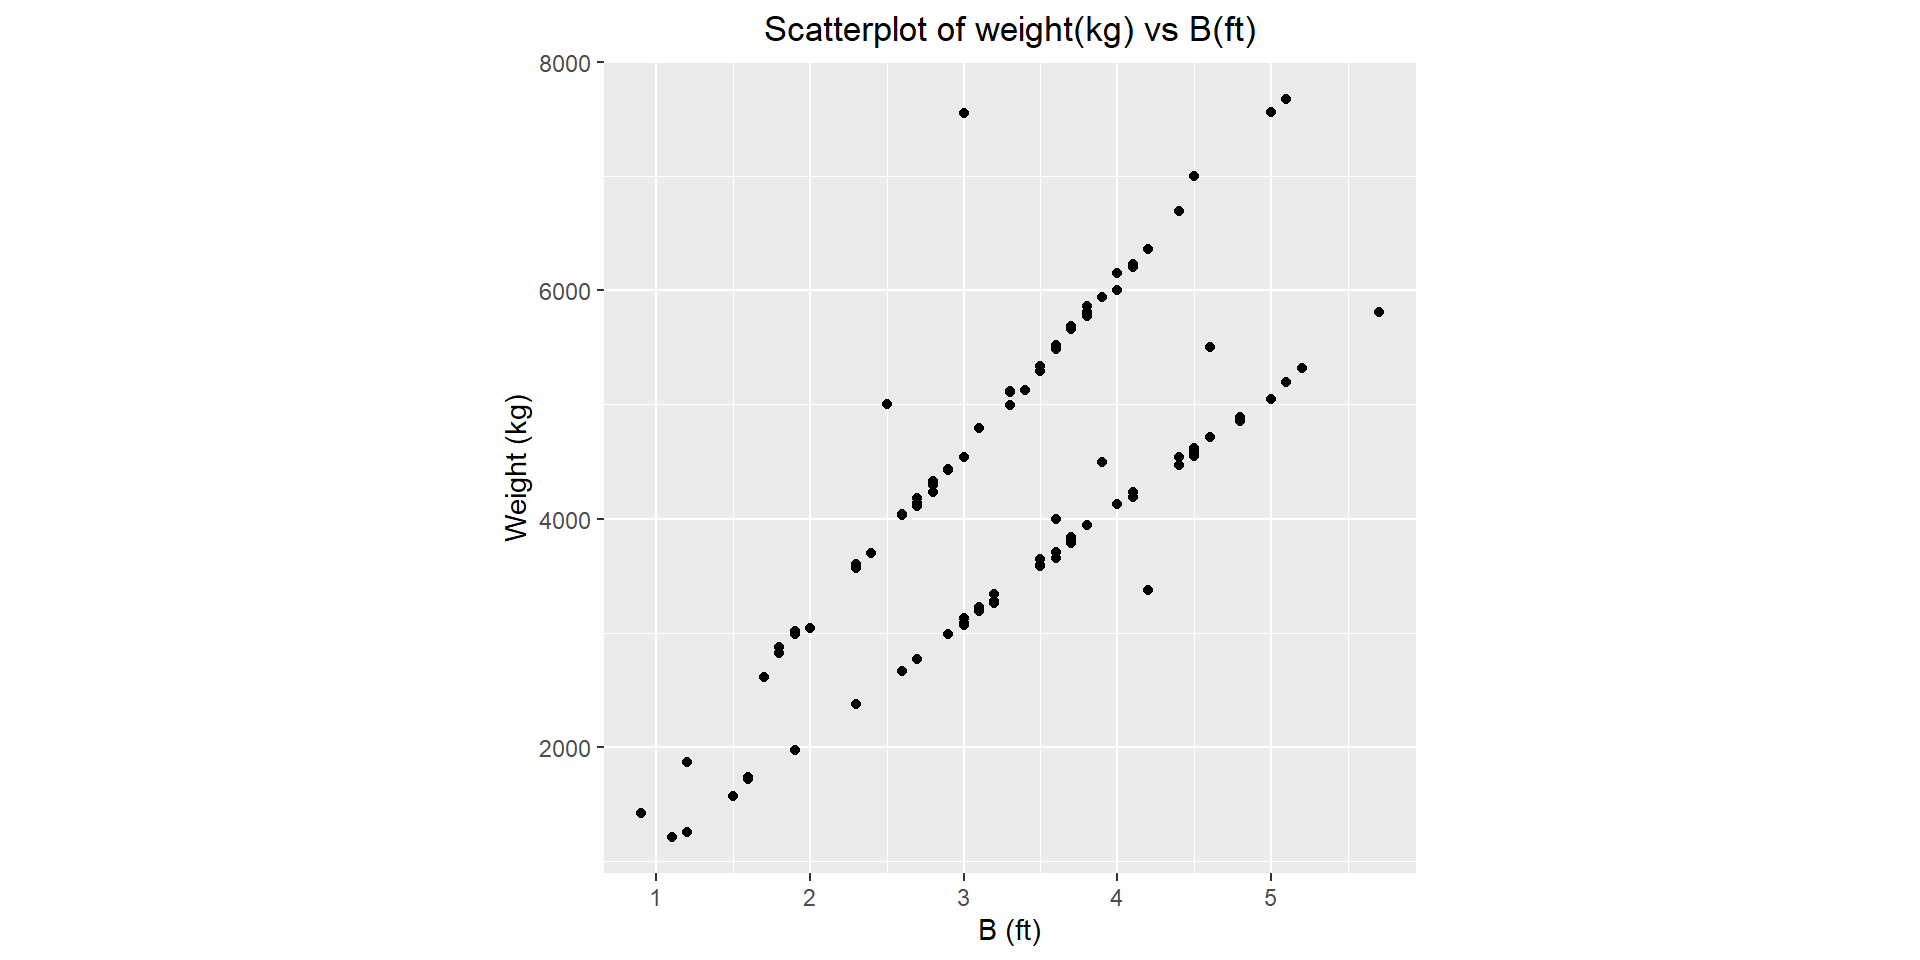 Scatterplot of weight(kg) vs B(ft)
8000
6000
4000
2000
Weight (kg)
1 2 3 4 5
B (ft)